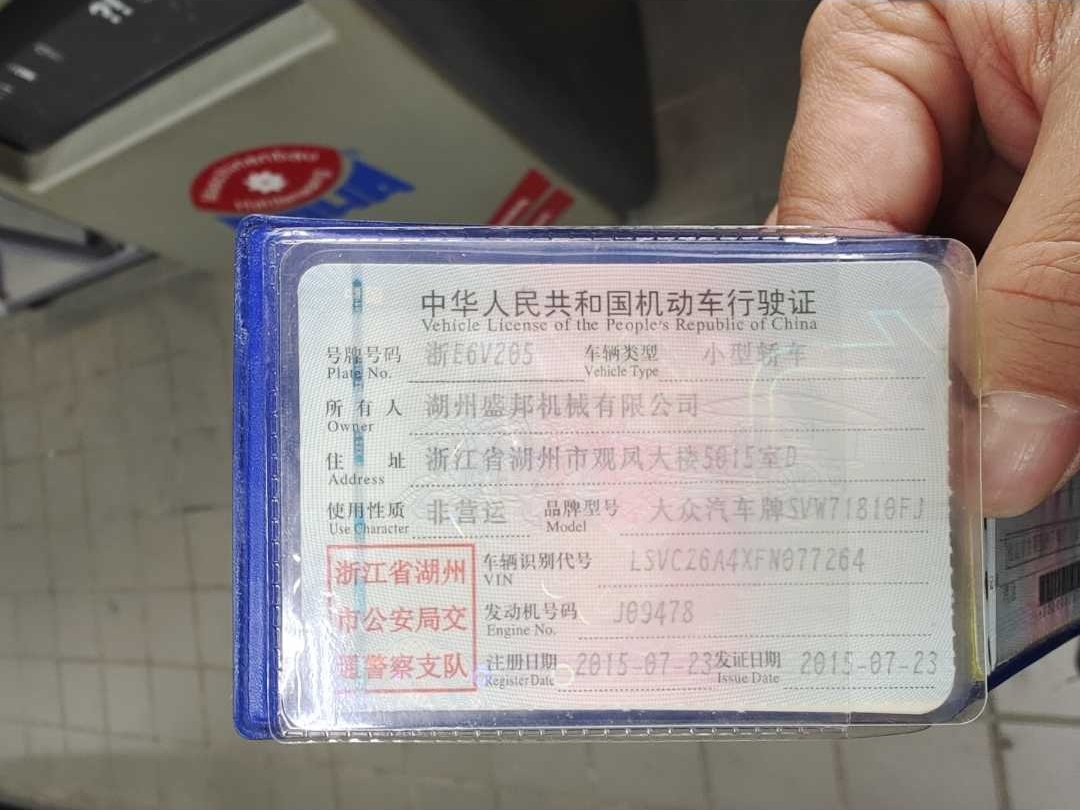 中华人民共和国机动车行驶证
Vehicle License of the People's Republic of China
号牌号码 浙E6V205 车辆类型 小型轿车
Plate No. Vehicle Type
所有人 湖州盛邦机械有限公司
Owner
住址 浙江省湖州市观凤大楼5015室D
Address
使用性质 非营运 品牌型号 大众汽车牌SVW71810FJ
Use Character Model
浙江省湖州
市公安局交
通警察支队
车辆识别代号 LSVC26A4XFN077264
VIN
发动机号码 J09478
Engine No.
注册日期 2015-07-23 发证日期 2015-07-23
Register Date Issue Date